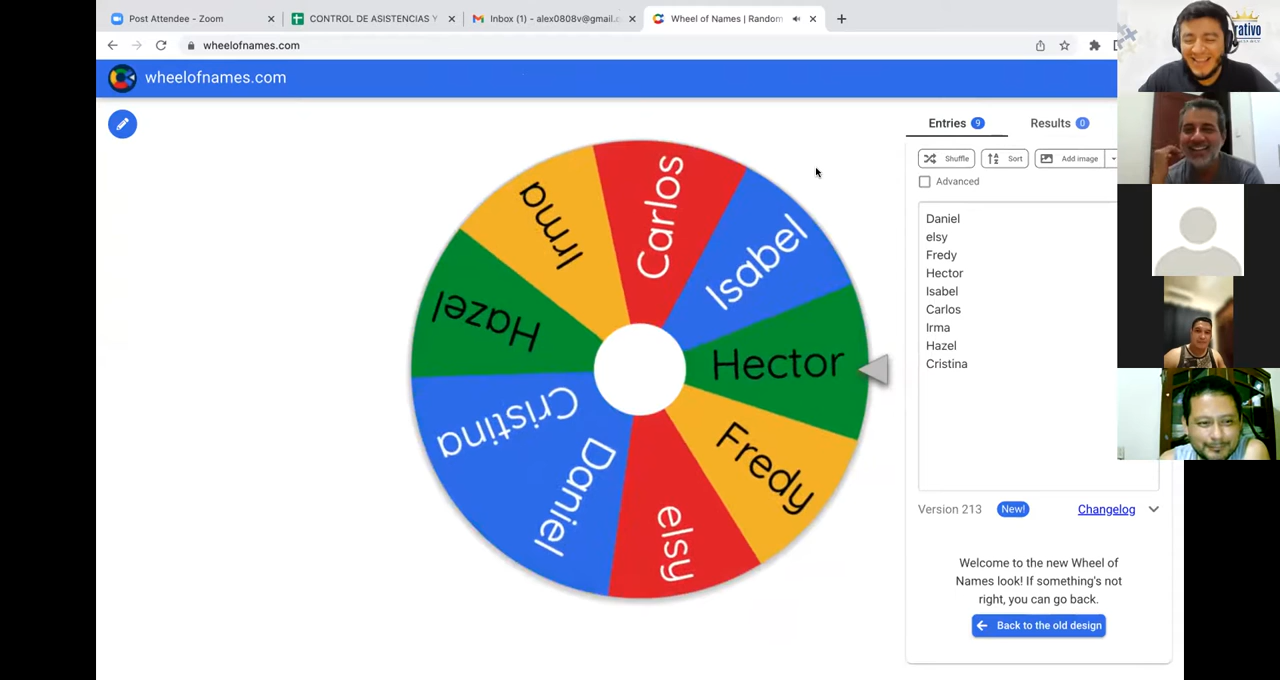 Post Attendee - Zoom
CONTROL DE ASISTENCIAS Y
Inbox (1) - alex0808v@gmail.c
Wheel of Names | Random
wheelofnames.com
wheelofnames.com
rativo
Entries 9
Results 0
Shuffle
Sort
Add image
Advanced
Daniel
elsy
Fredy
Hector
Isabel
Carlos
Irma
Hazel
Cristina
Carlos
Isabel
Hector
Fredy
elsy
Daniel
Cristina
Hazel
Irma
Version 213
New!
Changelog
Welcome to the new Wheel of
Names look! If something's not
right, you can go back.
Back to the old design